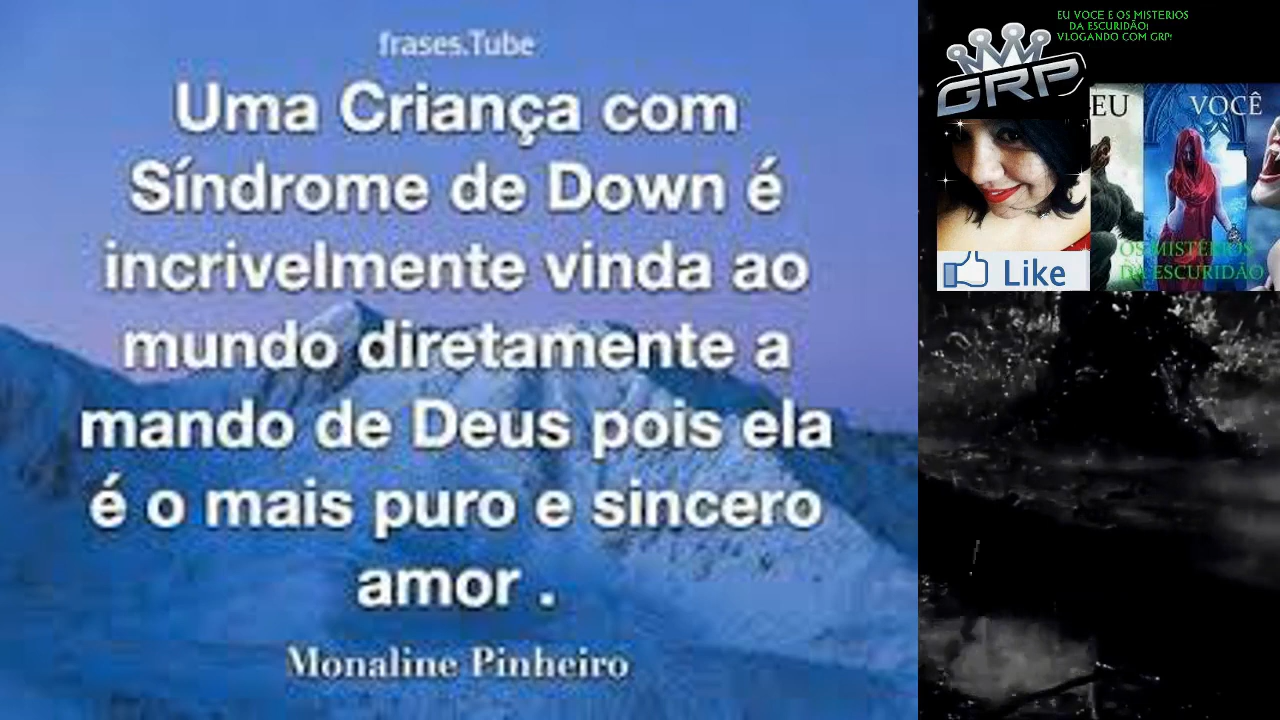 frases.Tube
Uma Criança com
Síndrome de Down é
incrivelmente vinda ao
mundo diretamente a
mando de Deus pois ela
é o mais puro e sincero
amor .
Monaline Pinheiro
EU VOCE E OS MISTERIOS
DA ESCURIDÃO!
VLOGANDO COM GRP!
GRP
EU
VOCÊ
OS MISTÉRIOS
DA ESCURIDÃO
Like